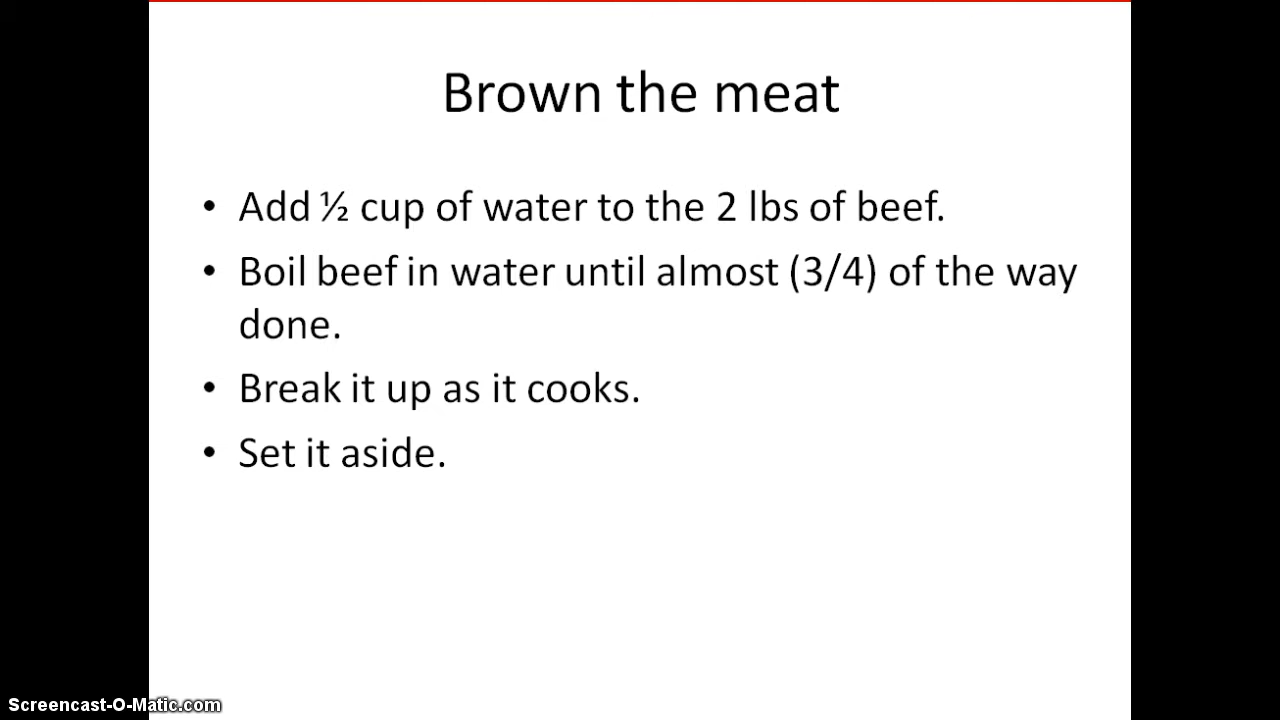 Brown the meat
• Add ½ cup of water to the 2 lbs of beef.
• Boil beef in water until almost (3/4) of the way
done.
• Break it up as it cooks.
• Set it aside.
Screencast-O-Matic.com